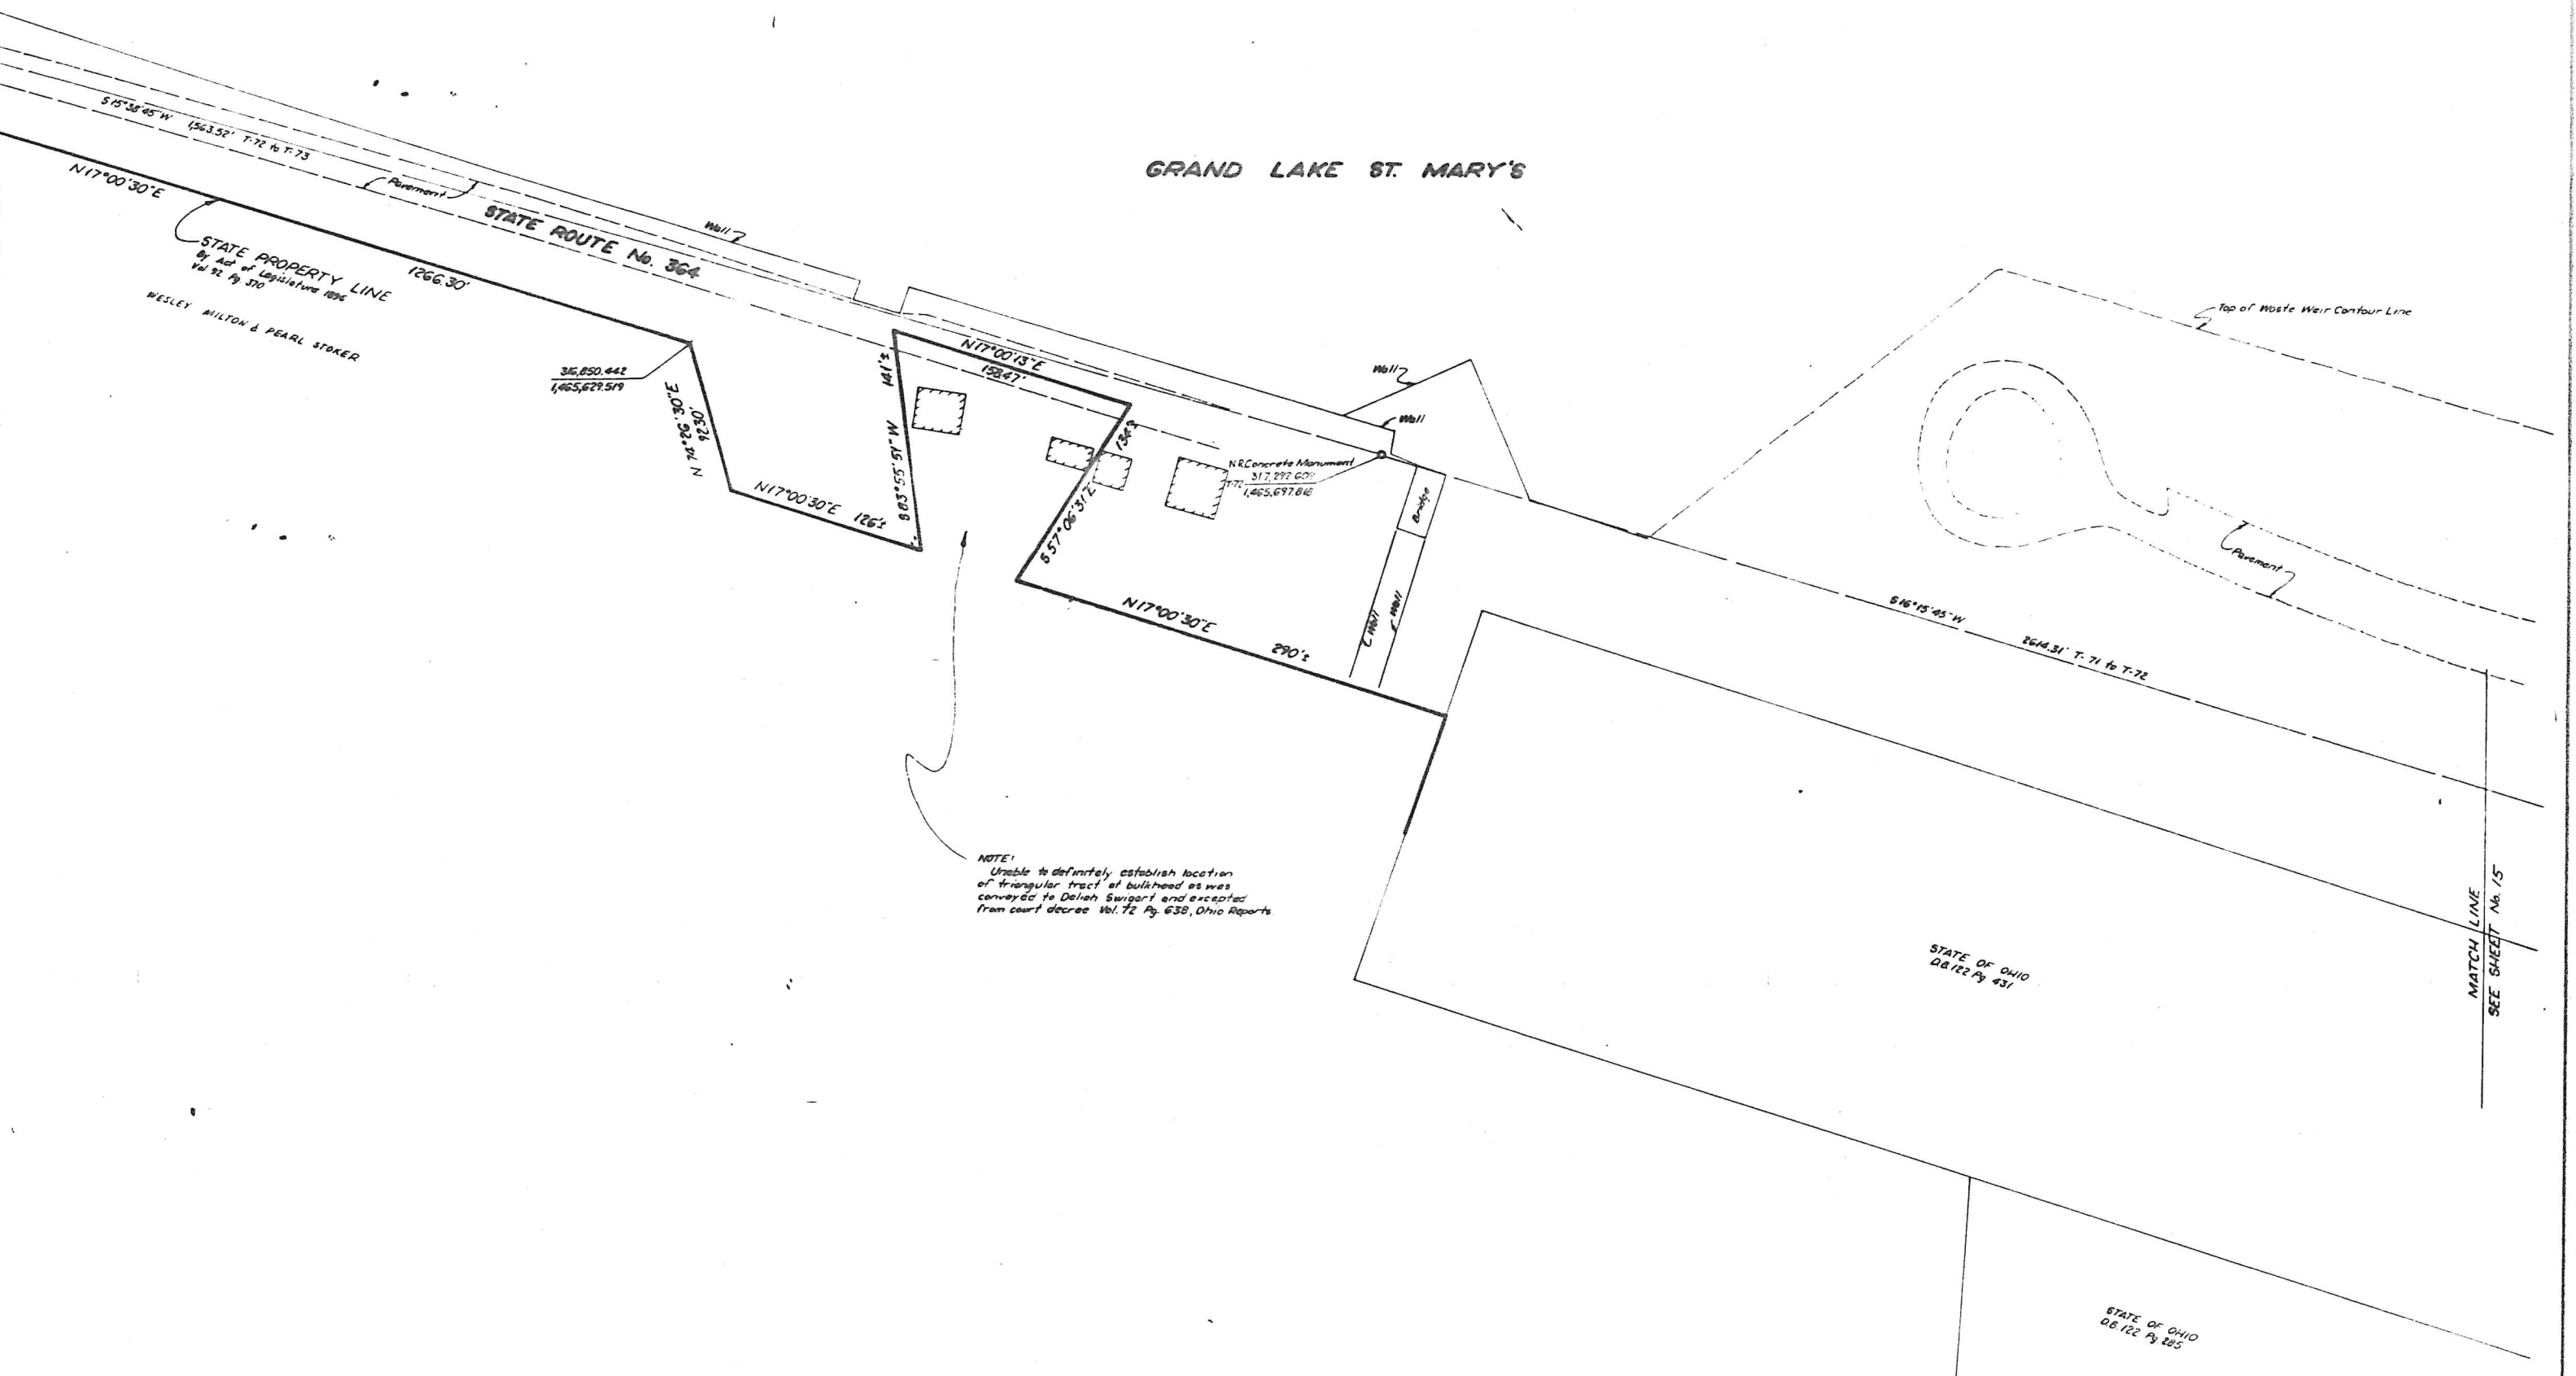 GRAND LAKE ST. MARY'S
S15°38'45"W 1,563.52' T-72 to T-73
N17°00'30"E
Pavement
STATE ROUTE No. 364
Wall
STATE PROPERTY LINE
By Act of Legislature 1896
Vol 92 Pg 370
1266.30'
WESLEY MILTON & PEARL STOKER
316,850.442
1,465,629.519
N 74°26'30"E
92.30'
N17°00'30"E 126'±
S83°55'51"W 141'±
N17°00'13"E
158.47'
S57°06'31"Z
134'±
N17°00'30"E 290'±
Wall
Wall
N.R. Concrete Monument
T-72
1,465,697.818
Bridge
Wall
Wall
Top of Waste Weir Contour Line
Pavement
S16°15'45"W 2614.31' T-71 to T-72
NOTE:
Unable to definitely establish location
of triangular tract at bulkhead as was
conveyed to Deliah Swigart and excepted
from court decree Vol. 72 Pg. 638, Ohio Reports
STATE OF OHIO
D.B. 122 Pg 431
STATE OF OHIO
D.B. 122 Pg 285
MATCH LINE
SEE SHEET No. 15